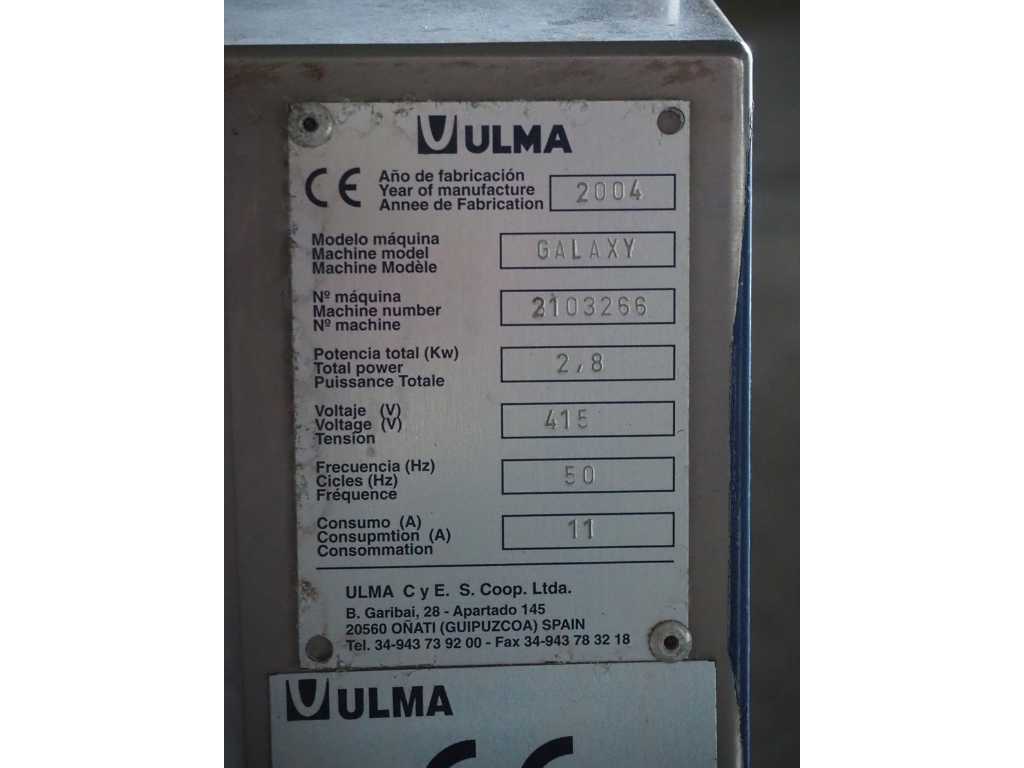 ULMA
CE
Año de fabricación
Year of manufacture
Annee de Fabrication
2004
Modelo máquina
Machine model
Machine Modèle
GALAXY
Nº máquina
Machine number
Nº machine
Potencia total (Kw)
Total power
Puissance Totale
2,8
Voltaje (V)
Voltage (V)
Tension
415
Frecuencia (Hz)
Cicles (Hz)
Fréquence
50
Consumo (A)
Consupmtion (A)
Consommation
11
ULMA C y E. S. Coop. Ltda.
B. Garibai, 28 - Apartado 145
20560 OÑATI (GUIPUZCOA) SPAIN
Tel. 34-943 73 92 00 - Fax 34-943 78 32 18
ULMA
CE